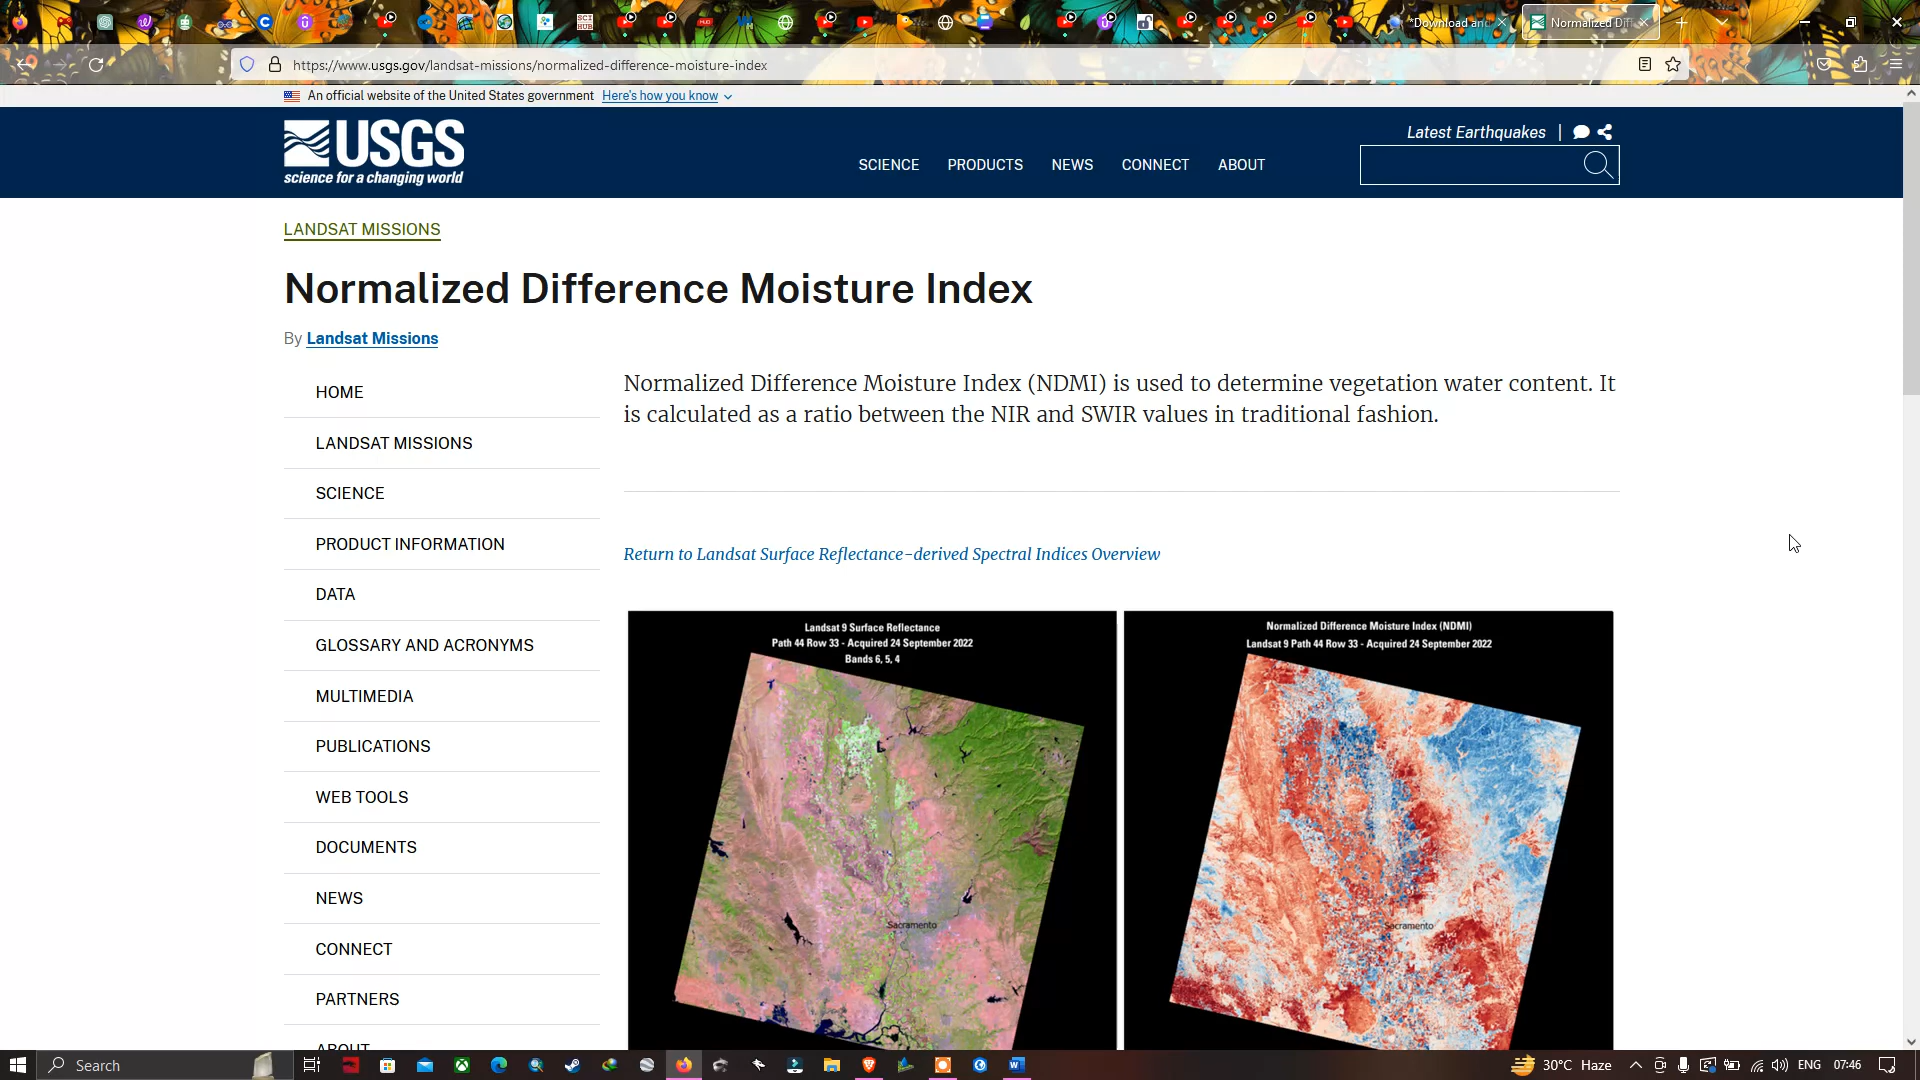 *Download and
Normalized Diff
https://www.usgs.gov/landsat-missions/normalized-difference-moisture-index
An official website of the United States government Here's how you know
USGS
science for a changing world
Latest Earthquakes
SCIENCE PRODUCTS NEWS CONNECT ABOUT
LANDSAT MISSIONS
Normalized Difference Moisture Index
By Landsat Missions
HOME
LANDSAT MISSIONS
SCIENCE
PRODUCT INFORMATION
DATA
GLOSSARY AND ACRONYMS
MULTIMEDIA
PUBLICATIONS
WEB TOOLS
DOCUMENTS
NEWS
CONNECT
PARTNERS
ABOUT
Normalized Difference Moisture Index (NDMI) is used to determine vegetation water content. It
is calculated as a ratio between the NIR and SWIR values in traditional fashion.
Return to Landsat Surface Reflectance-derived Spectral Indices Overview
Landsat 9 Surface Reflectance
Path 44 Row 33 - Acquired 24 September 2022
Bands 6, 5, 4
Sacramento
Normalized Difference Moisture Index (NDMI)
Landsat 9 Path 44 Row 33 - Acquired 24 September 2022
Sacramento
Search
30°C Haze
ENG
07:46